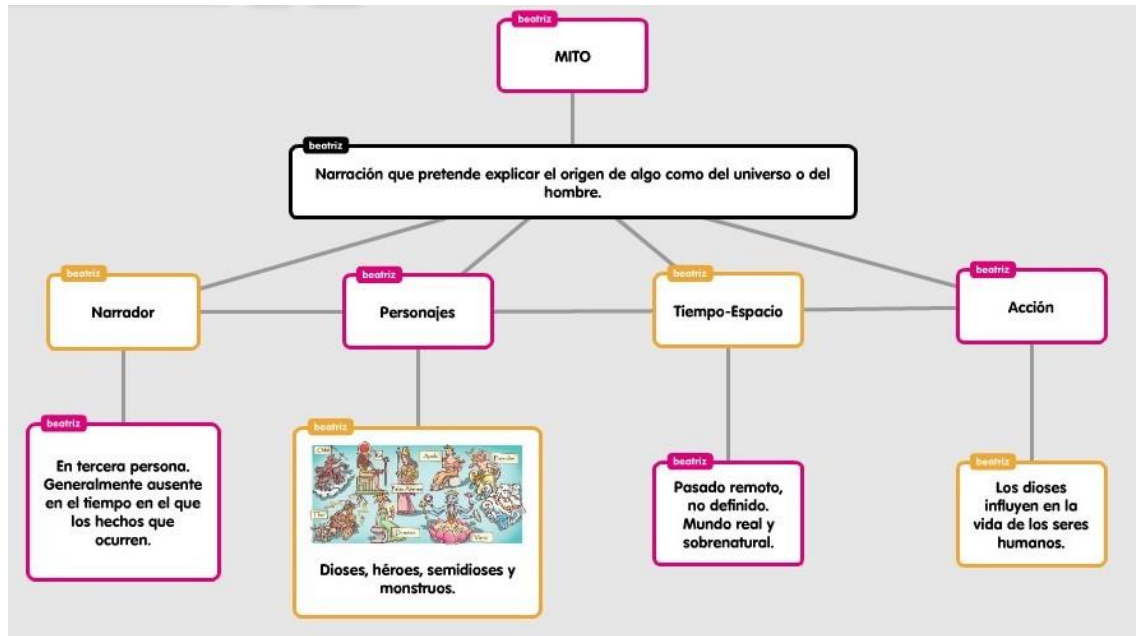 beatriz
MITO
beatriz
Narración que pretende explicar el origen de algo como del universo o del
hombre.
beatriz
Narrador
beatriz
Personajes
beatriz
Tiempo-Espacio
beatriz
Acción
beatriz
En tercera persona.
Generalmente ausente
en el tiempo en el que
los hechos que
ocurren.
beatriz
Dioses, héroes, semidioses y
monstruos.
beatriz
Pasado remoto,
no definido.
Mundo real y
sobrenatural.
beatriz
Los dioses
influyen en la
vida de los seres
humanos.